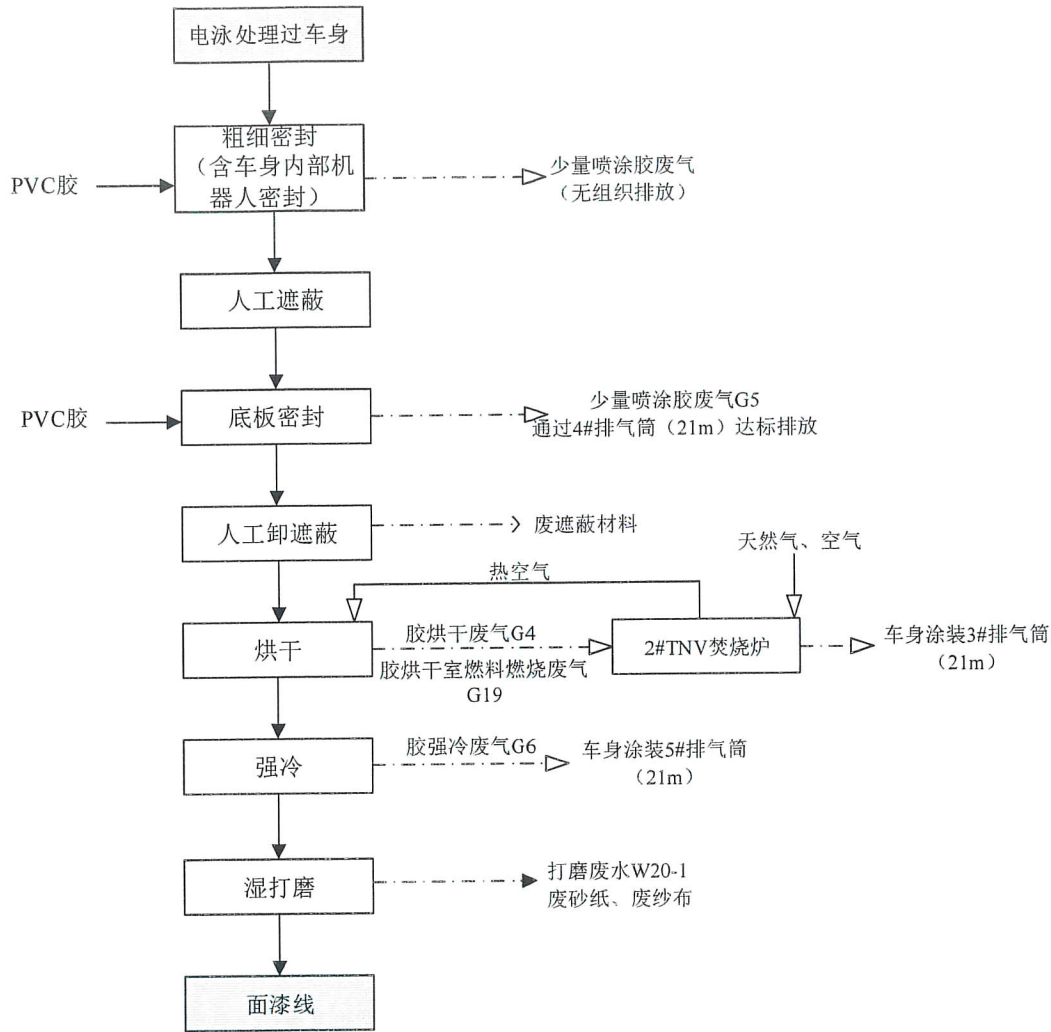 电泳处理过车身
粗细密封
（含车身内部机
器人密封）
PVC胶
少量喷涂胶废气
（无组织排放）
人工遮蔽
PVC胶
底板密封
少量喷涂胶废气G5
通过4#排气筒（21m）达标排放
人工卸遮蔽
废遮蔽材料
天然气、空气
热空气
烘干
胶烘干废气G4
胶烘干室燃料燃烧废气
G19
2#TNV焚烧炉
车身涂装3#排气筒
（21m）
强冷
胶强冷废气G6
车身涂装5#排气筒
（21m）
湿打磨
打磨废水W20-1
废砂纸、废纱布
面漆线